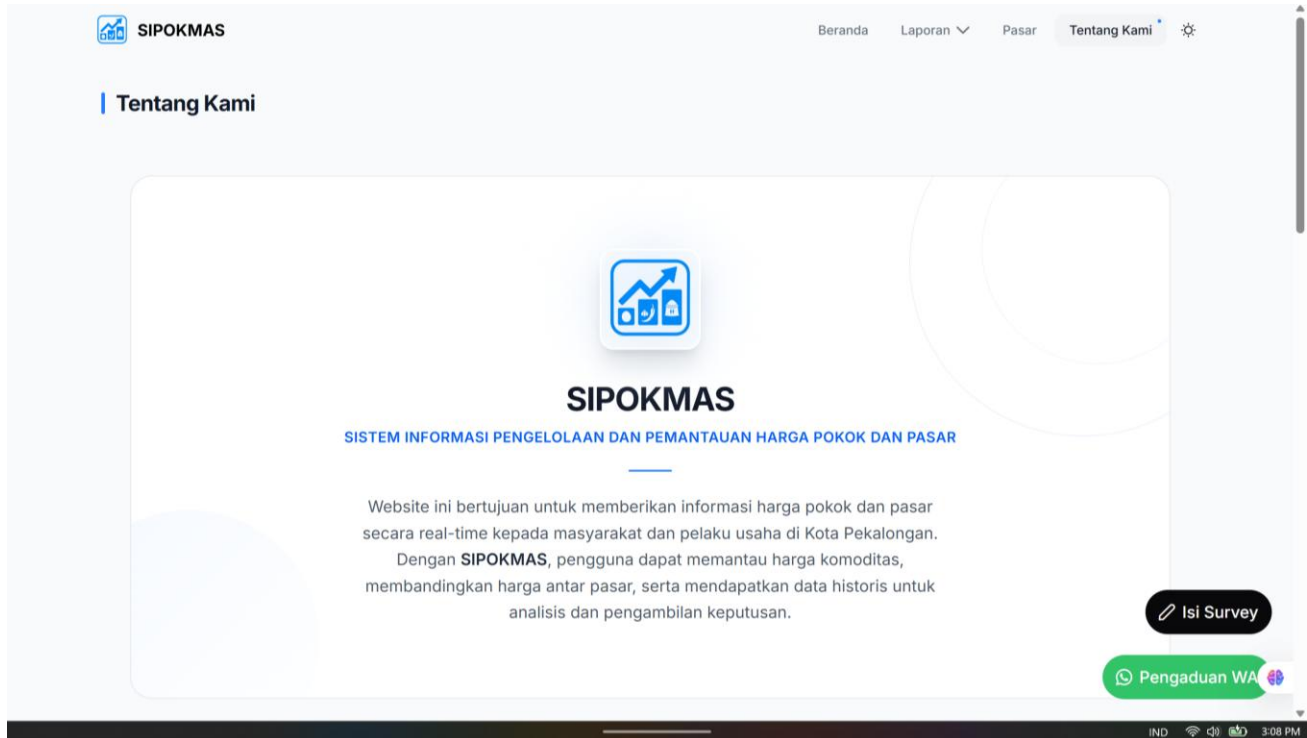 SIPOKMAS
Beranda
Laporan
Pasar
Tentang Kami
Tentang Kami
SIPOKMAS
SISTEM INFORMASI PENGELOLAAN DAN PEMANTAUAN HARGA POKOK DAN PASAR
Website ini bertujuan untuk memberikan informasi harga pokok dan pasar
secara real-time kepada masyarakat dan pelaku usaha di Kota Pekalongan.
Dengan SIPOKMAS, pengguna dapat memantau harga komoditas,
membandingkan harga antar pasar, serta mendapatkan data historis untuk
analisis dan pengambilan keputusan.
Isi Survey
Pengaduan WA
IND
3:08 PM